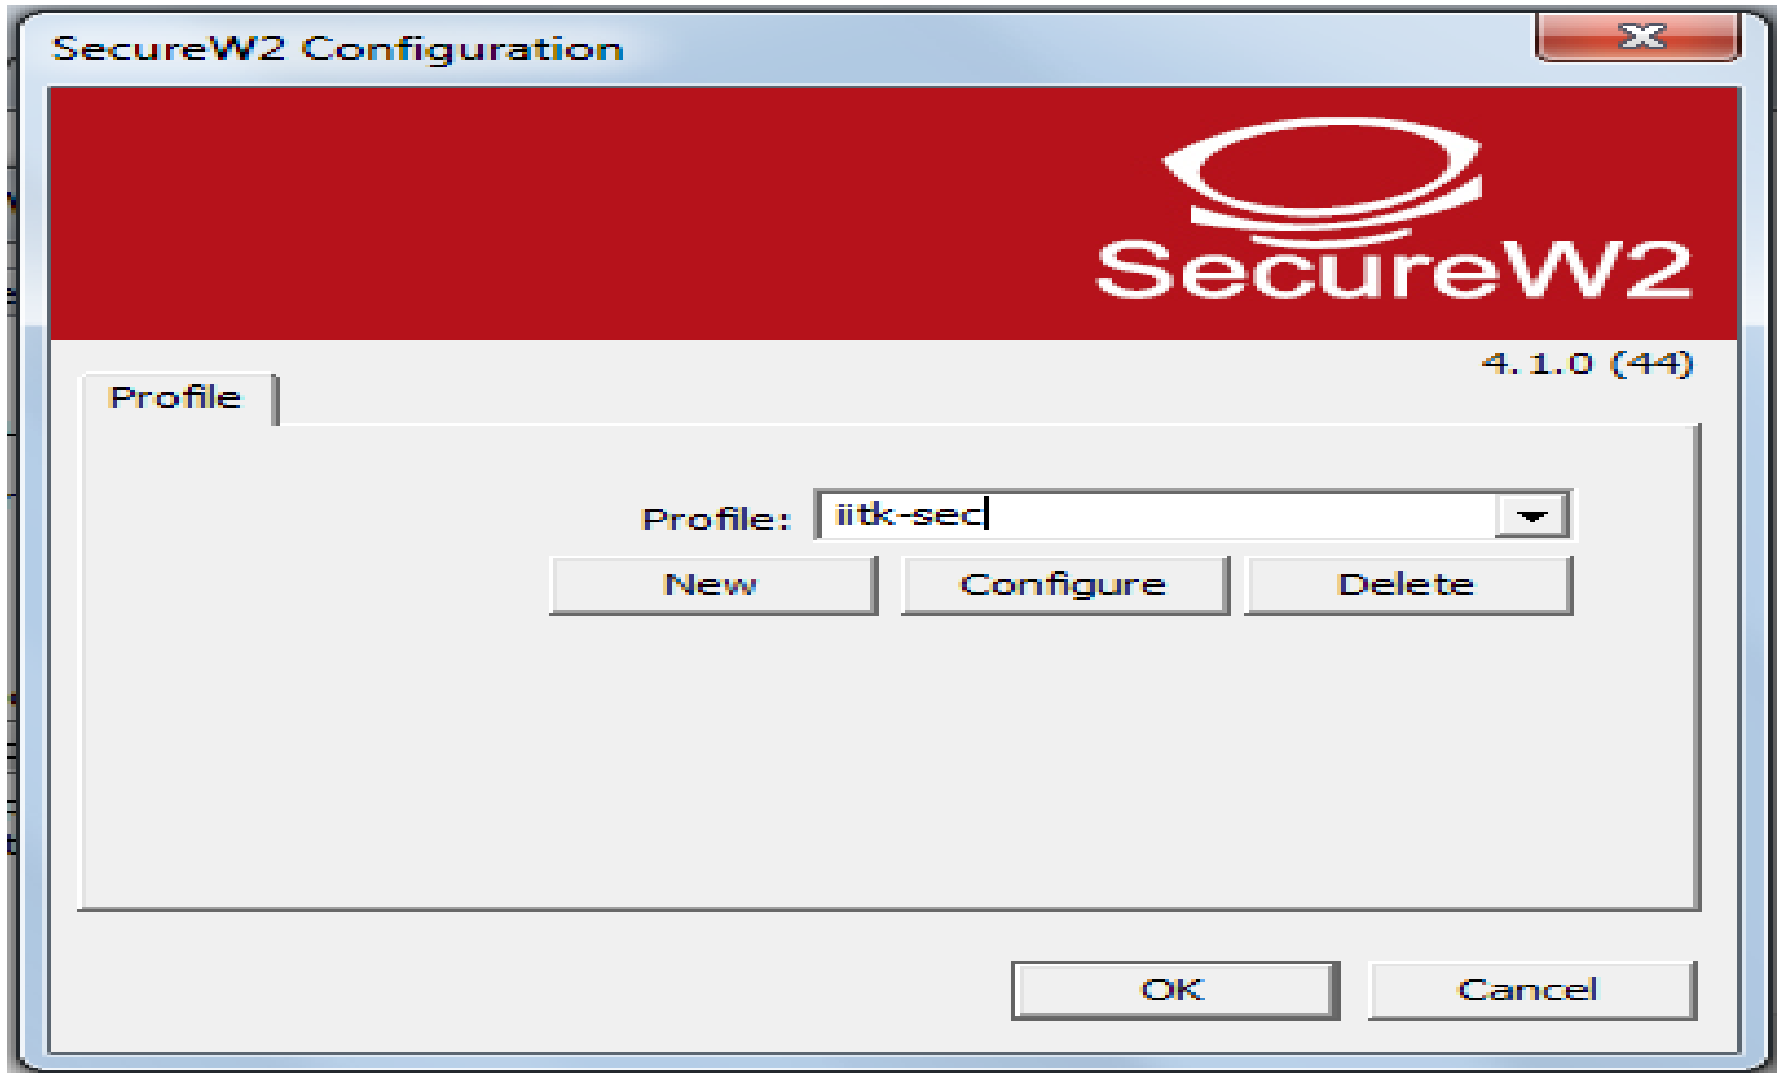 SecureW2 Configuration
SecureW2
4.1.0 (44)
Profile
Profile: iitk-sec
New Configure Delete
OK Cancel